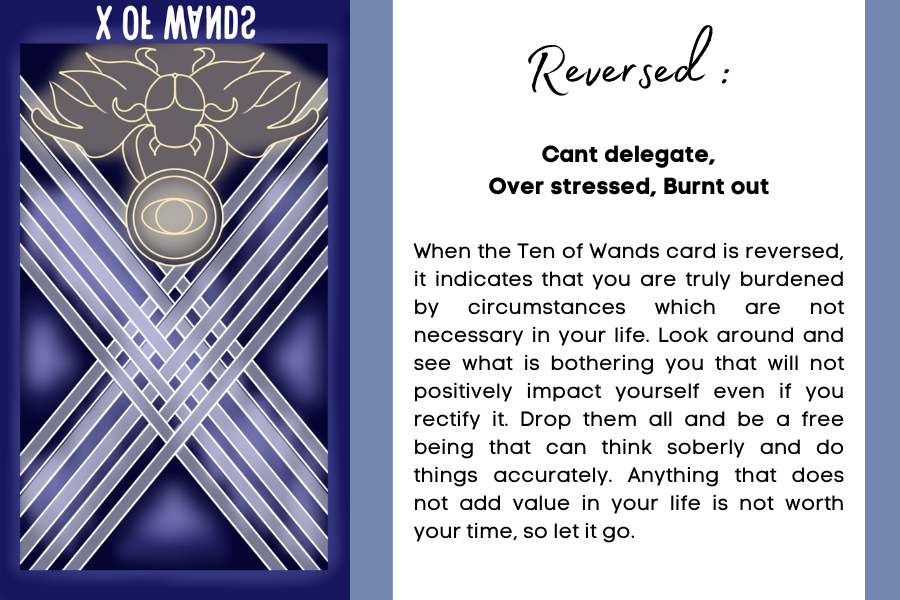 X OF WANDS
Reversed :
Cant delegate,
Over stressed, Burnt out
When the Ten of Wands card is reversed,
it indicates that you are truly burdened
by circumstances which are not
necessary in your life. Look around and
see what is bothering you that will not
positively impact yourself even if you
rectify it. Drop them all and be a free
being that can think soberly and do
things accurately. Anything that does
not add value in your life is not worth
your time, so let it go.